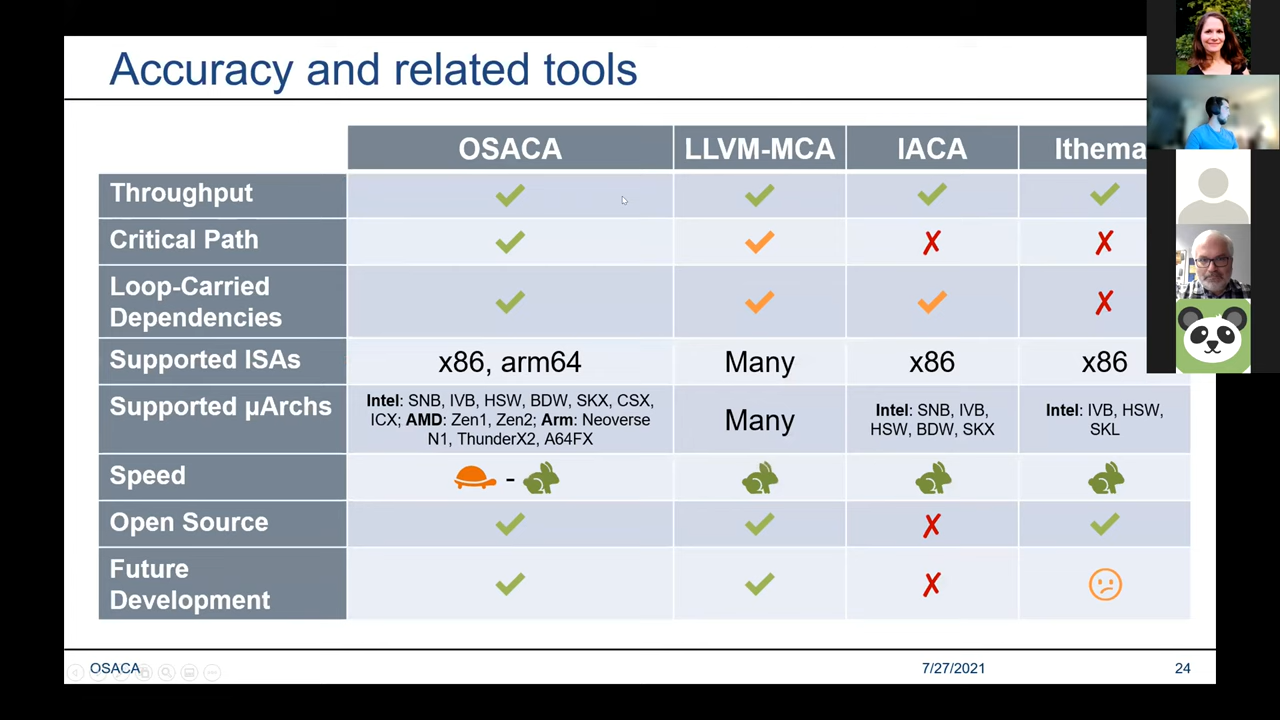 Accuracy and related tools
OSACA LLVM-MCA IACA Ithema
Throughput ✓ ✓ ✓ ✓
Critical Path ✓ ✓ ✗ ✗
Loop-Carried
Dependencies ✓ ✓ ✓ ✗
Supported ISAs x86, arm64 Many x86 x86
Supported µArchs
Intel: SNB, IVB, HSW, BDW, SKX, CSX,
ICX; AMD: Zen1, Zen2; Arm: Neoverse
N1, ThunderX2, A64FX
Many
Intel: SNB, IVB,
HSW, BDW, SKX
Intel: IVB, HSW,
SKL
Speed -
Open Source ✓ ✓ ✗ ✓
Future
Development ✓ ✓ ✗
OSACA 7/27/2021 24